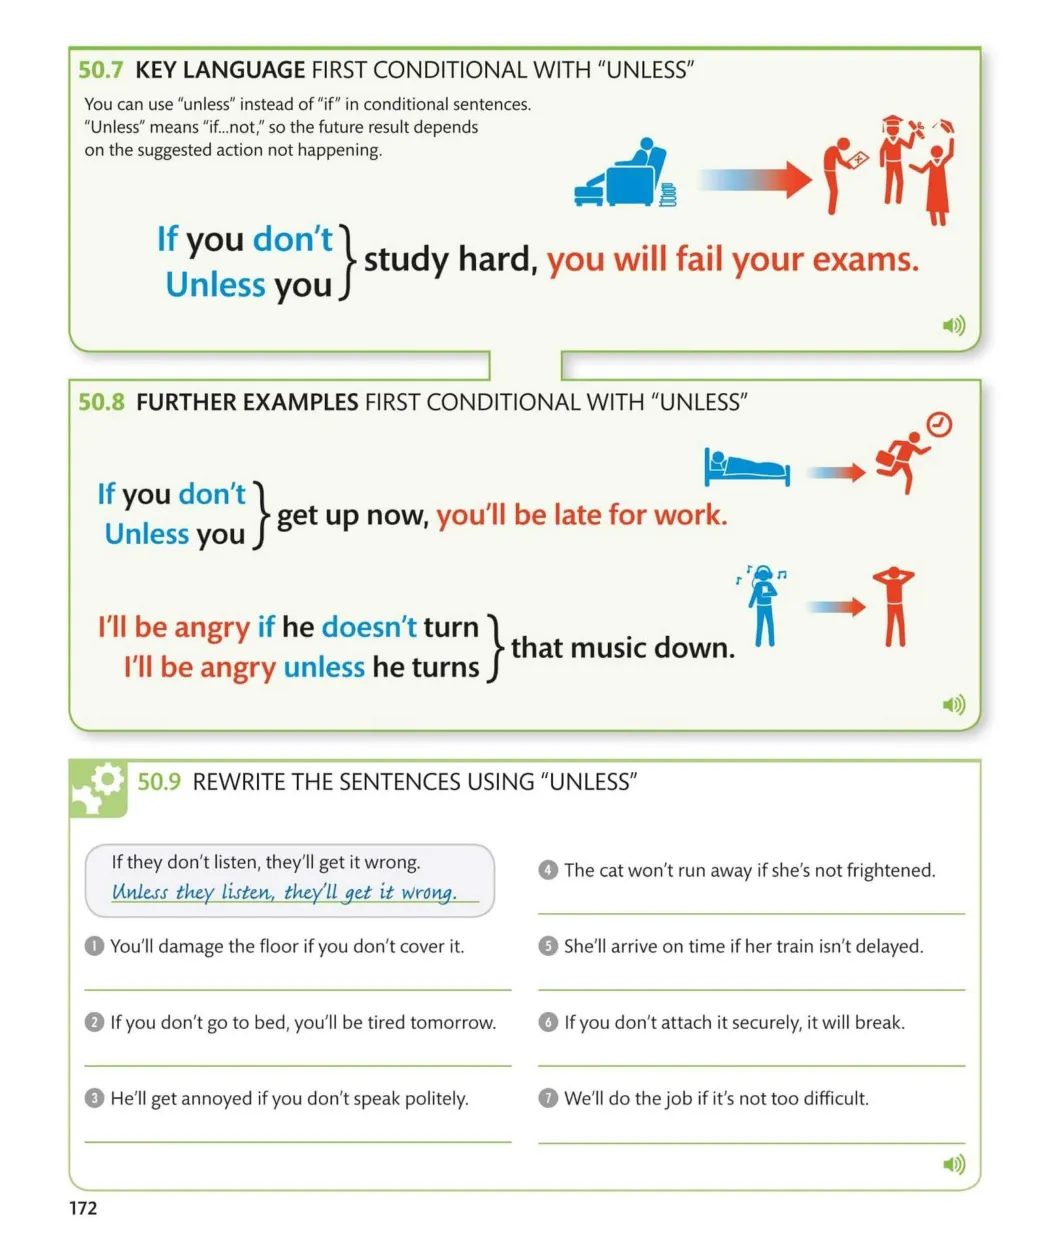 50.7 KEY LANGUAGE FIRST CONDITIONAL WITH “UNLESS”
You can use “unless” instead of “if” in conditional sentences.
“Unless” means “if...not,” so the future result depends
on the suggested action not happening.
If you don’t
Unless you
study hard, you will fail your exams.
50.8 FURTHER EXAMPLES FIRST CONDITIONAL WITH “UNLESS”
If you don’t
Unless you
get up now, you’ll be late for work.
I’ll be angry if he doesn’t turn
I’ll be angry unless he turns
that music down.
50.9 REWRITE THE SENTENCES USING “UNLESS”
If they don’t listen, they’ll get it wrong.
Unless they listen, they’ll get it wrong.
1 You’ll damage the floor if you don’t cover it.
2 If you don’t go to bed, you’ll be tired tomorrow.
3 He’ll get annoyed if you don’t speak politely.
4 The cat won’t run away if she’s not frightened.
5 She’ll arrive on time if her train isn’t delayed.
6 If you don’t attach it securely, it will break.
7 We’ll do the job if it’s not too difficult.
172